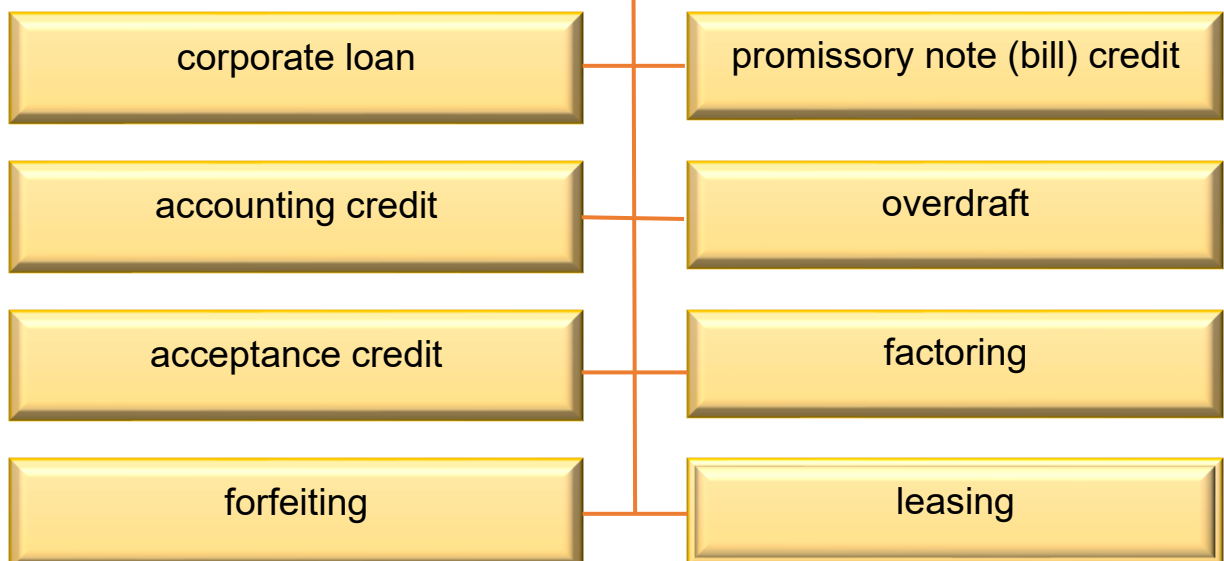 corporate loan
promissory note (bill) credit
accounting credit
overdraft
acceptance credit
factoring
forfeiting
leasing